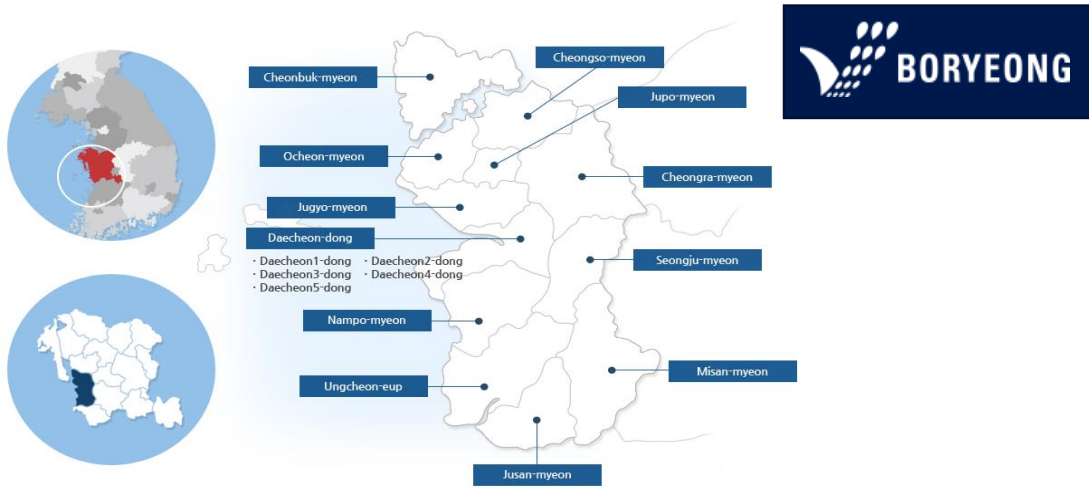 BORYEONG
Cheongso-myeon
Cheonbuk-myeon
Jupo-myeon
Ocheon-myeon
Cheongra-myeon
Jugyo-myeon
Daecheon-dong
· Daecheon1-dong · Daecheon2-dong
· Daecheon3-dong · Daecheon4-dong
· Daecheon5-dong
Seongju-myeon
Nampo-myeon
Misan-myeon
Ungcheon-eup
Jusan-myeon